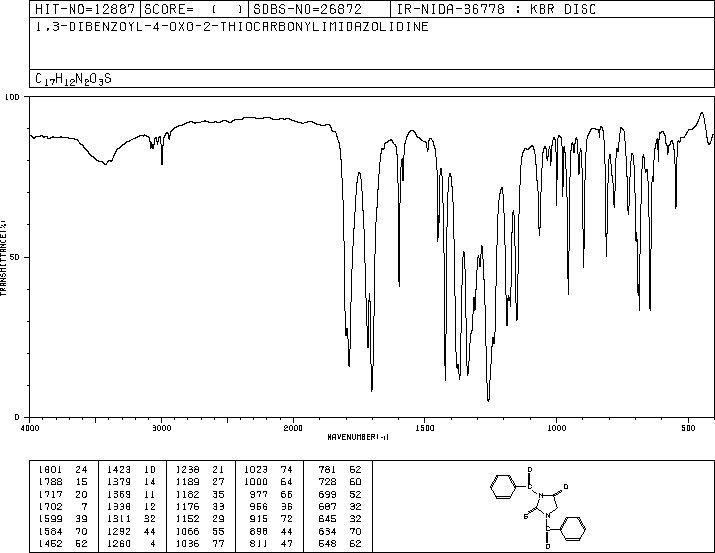 HIT-NO=12887 SCORE= ( ) SDBS-NO=26872 IR-NIDA-36778 : KBR DISC
1,3-DIBENZOYL-4-OXO-2-THIOCARBONYLIMIDAZOLIDINE
C17H12N2O3S
100
50
0
TRANSMITTANCE(%)
4000 3000 2000 1500 1000 500
WAVENUMBER(-1)
1801 24 1423 10 1238 21 1023 74 781 62
1788 15 1379 14 1189 27 1000 64 728 60
1717 20 1369 11 1182 35 977 66 699 52
1702 7 1338 12 1176 33 956 36 687 32
1599 39 1311 32 1152 29 915 72 645 32
1584 70 1292 44 1066 55 898 44 634 70
1452 52 1260 4 1036 77 811 47 548 62
O
C
N
O
S
N
C
O